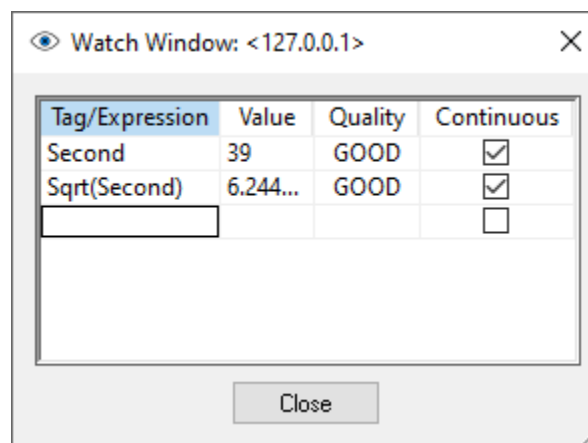 Watch Window: <127.0.0.1>
Tag/Expression Value Quality Continuous
Second 39 GOOD
Sqrt(Second) 6.244... GOOD
Close